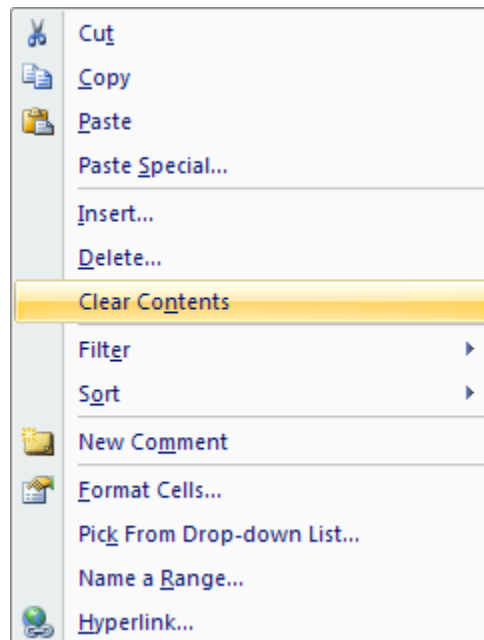 Cut
Copy
Paste
Paste Special...
Insert...
Delete...
Clear Contents
Filter
Sort
New Comment
Format Cells...
Pick From Drop-down List...
Name a Range...
Hyperlink...